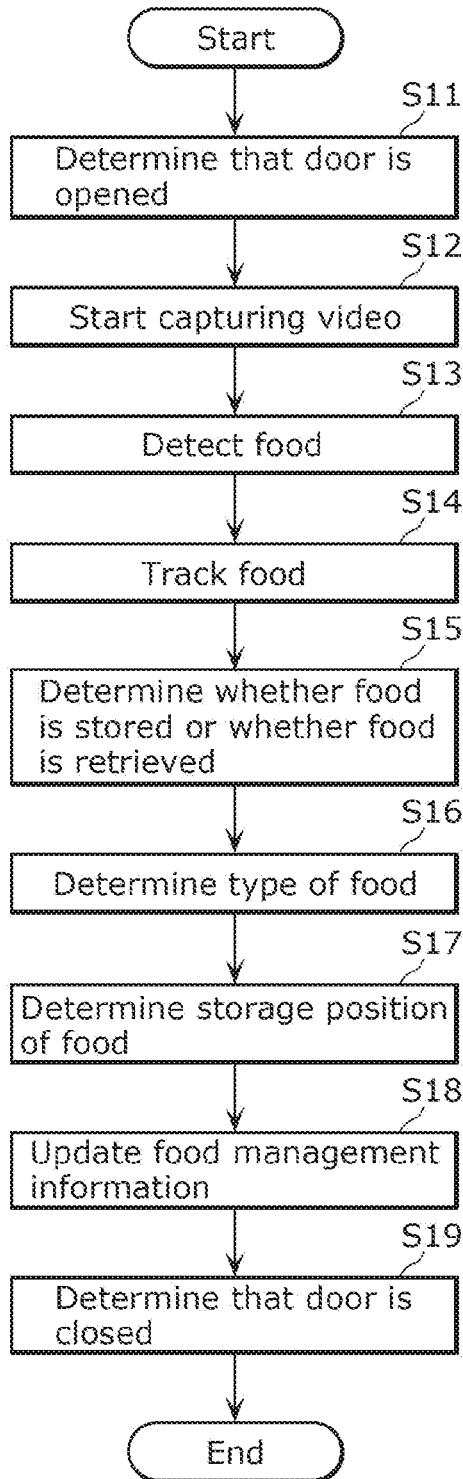 Start
S11
Determine that door is
opened
S12
Start capturing video
S13
Detect food
S14
Track food
S15
Determine whether food
is stored or whether food
is retrieved
S16
Determine type of food
S17
Determine storage position
of food
S18
Update food management
information
S19
Determine that door is
closed
End